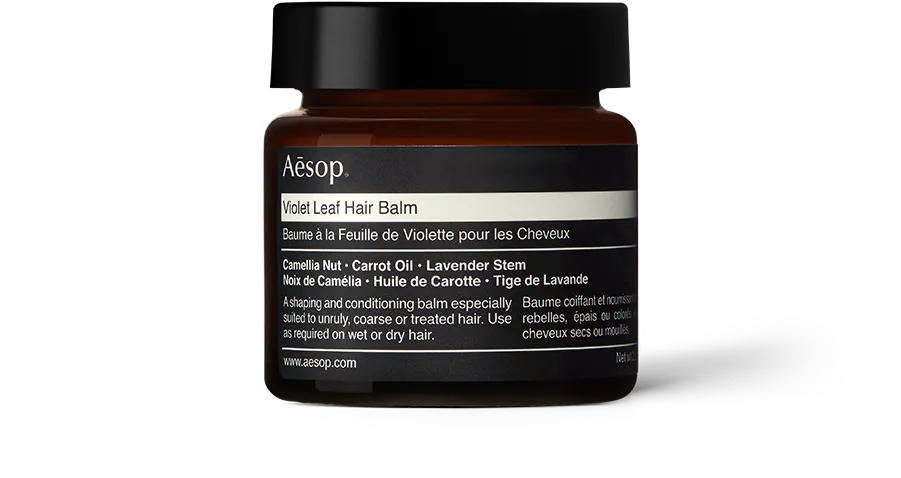 Aēsop.
Violet Leaf Hair Balm
Baume à la Feuille de Violette pour les Cheveux
Camellia Nut · Carrot Oil · Lavender Stem
Noix de Camélia · Huile de Carotte · Tige de Lavande
A shaping and conditioning balm especially
suited to unruly, coarse or treated hair. Use
as required on wet or dry hair.
Baume coiffant et
rebelles, épais ou colorés.
cheveux secs ou mouillés.
www.aesop.com
Net wt